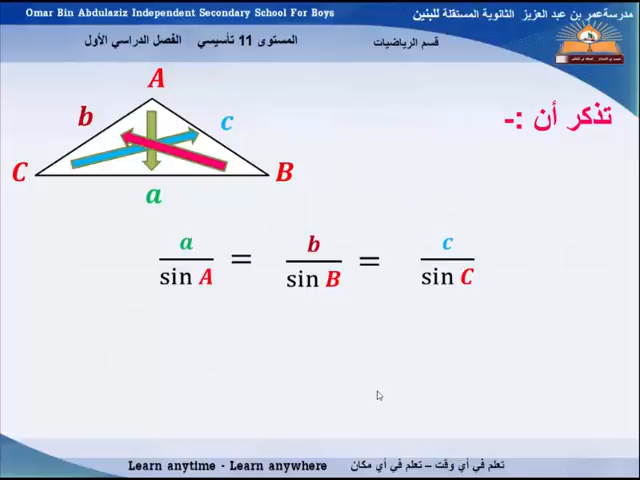 Omar Bin Abdulaziz Independent Secondary School For Boys
مدرسة عمر بن عبد العزيز الثانوية المستقلة للبنين
قسم الرياضيات
المستوى 11 تأسيسي
الفصل الدراسي الأول
تذكر أن :-
A
b
c
C
B
a
a/sin A = b/sin B = c/sin C
Learn anytime - Learn anywhere
تعلم في أي وقت – تعلم في أي مكان